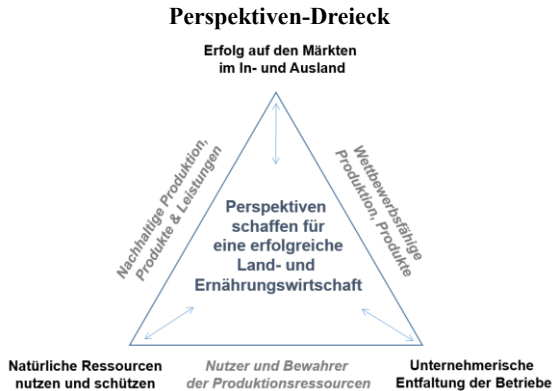 Perspektiven-Dreieck
Erfolg auf den Märkten
im In- und Ausland
Nachhaltige Produktion,
Produkte & Leistungen
Wettbewerbsfähige
Produktion, Produkte
Perspektiven
schaffen für
eine erfolgreiche
Land- und
Ernährungswirtschaft
Natürliche Ressourcen
nutzen und schützen
Nutzer und Bewahrer
der Produktionsressourcen
Unternehmerische
Entfaltung der Betriebe